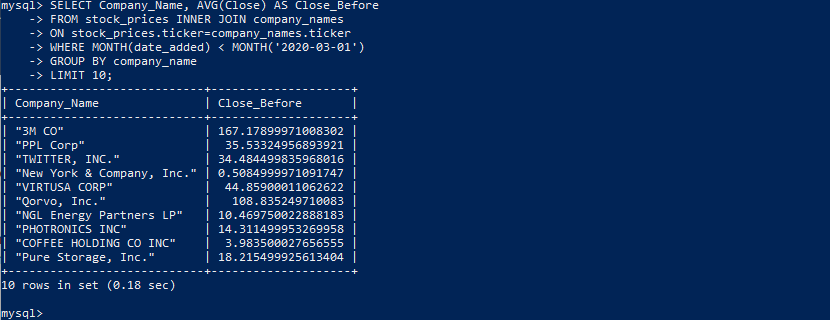 mysql> SELECT Company_Name, AVG(Close) AS Close_Before
    -> FROM stock_prices INNER JOIN company_names
    -> ON stock_prices.ticker=company_names.ticker
    -> WHERE MONTH(date_added) < MONTH('2020-03-01')
    -> GROUP BY company_name
    -> LIMIT 10;
+---------------------------+--------------------+
| Company_Name              | Close_Before       |
+---------------------------+--------------------+
| "3M CO"                   | 167.17899971008302 |
| "PPL Corp"                |  35.53324956893921 |
| "TWITTER, INC."           | 34.484499835968016 |
| "New York & Company, Inc." | 0.5084999971091747 |
| "VIRTUSA CORP"            |  44.85900011062622 |
| "Qorvo, Inc."             |   108.835249710083 |
| "NGL Energy Partners LP"  | 10.469750022888183 |
| "PHOTRONICS INC"          | 14.311499953269958 |
| "COFFEE HOLDING CO INC"   |  3.983500027656555 |
| "Pure Storage, Inc."      | 18.215499925613404 |
+---------------------------+--------------------+
10 rows in set (0.18 sec)
mysql>